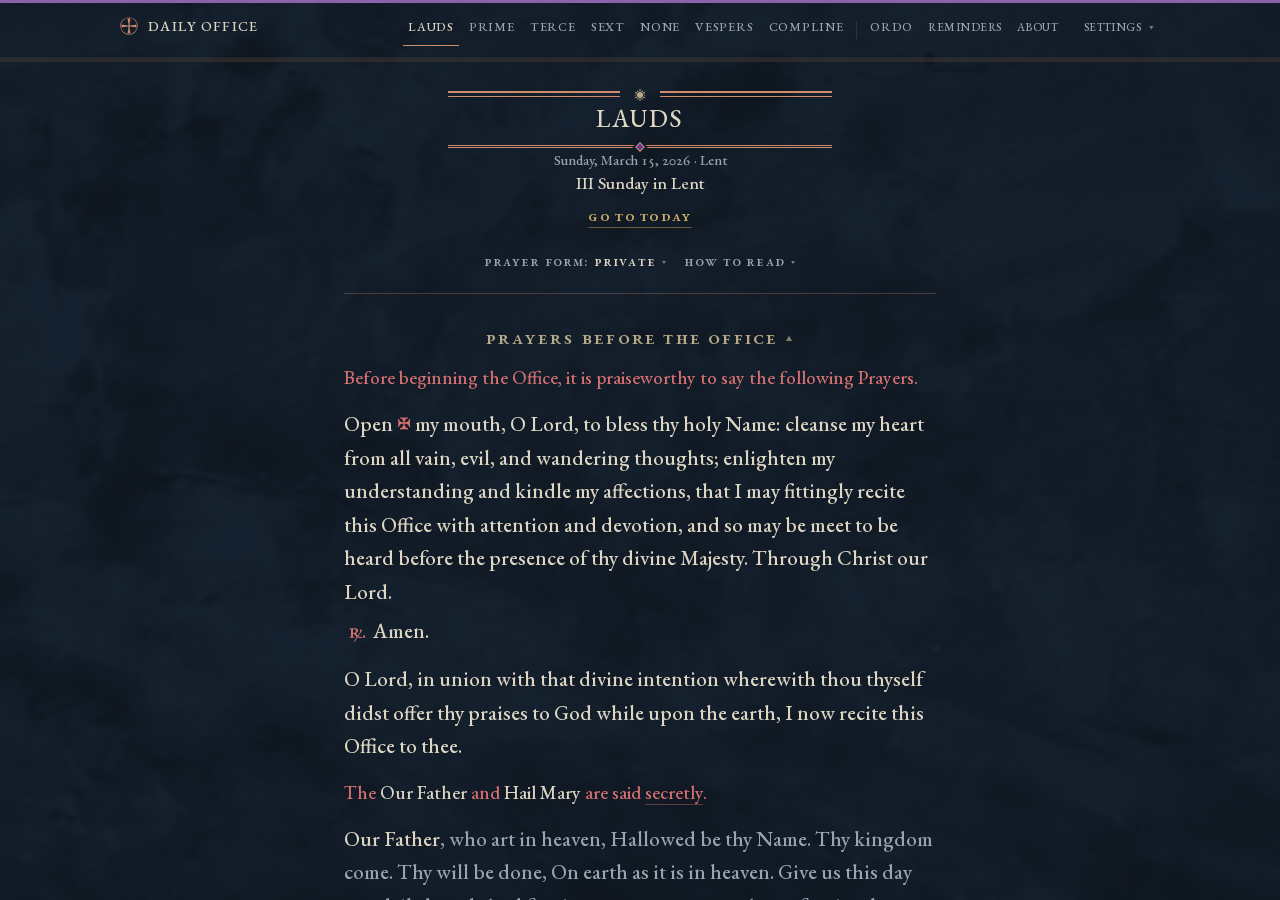 DAILY OFFICE
LAUDS PRIME TERCE SEXT NONE VESPERS COMPLINE ORDO REMINDERS ABOUT SETTINGS ▾
LAUDS
Sunday, March 15, 2026 · Lent
III Sunday in Lent
GO TO TODAY
PRAYER FORM: PRIVATE ▾ HOW TO READ ▾
PRAYERS BEFORE THE OFFICE ▲
Before beginning the Office, it is praiseworthy to say the following Prayers.
Open ✠ my mouth, O Lord, to bless thy holy Name: cleanse my heart
from all vain, evil, and wandering thoughts; enlighten my
understanding and kindle my affections, that I may fittingly recite
this Office with attention and devotion, and so may be meet to be
heard before the presence of thy divine Majesty. Through Christ our
Lord.
℟. Amen.
O Lord, in union with that divine intention wherewith thou thyself
didst offer thy praises to God while upon the earth, I now recite this
Office to thee.
The Our Father and Hail Mary are said secretly.
Our Father, who art in heaven, Hallowed be thy Name. Thy kingdom
come. Thy will be done, On earth as it is in heaven. Give us this day